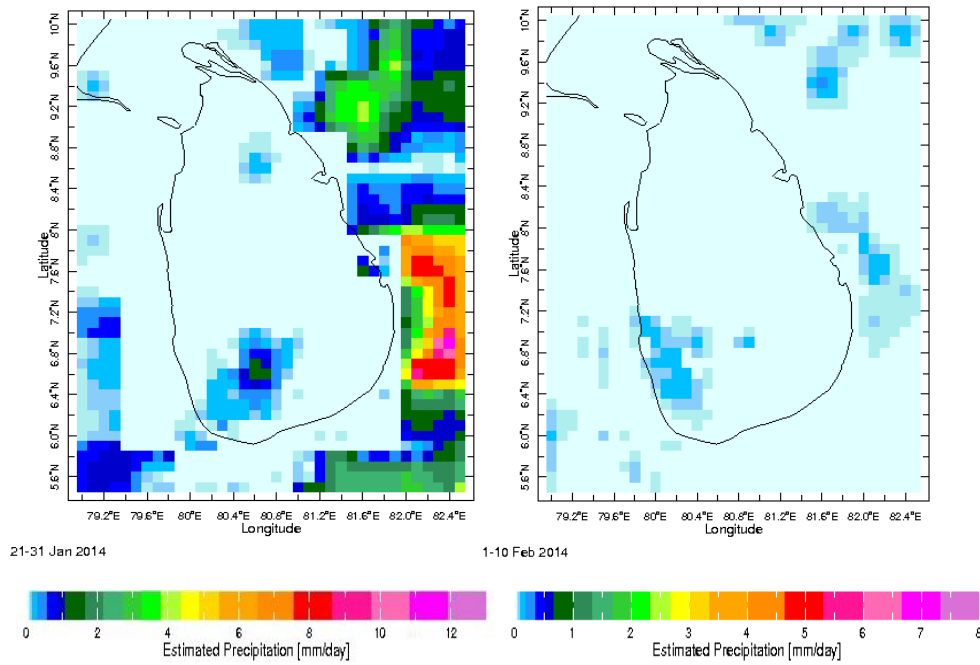 10°N
9.6°N
9.2°N
8.8°N
8.4°N
8°N
7.6°N
7.2°N
6.8°N
6.4°N
6.0°N
5.6°N
Latitude
79.2°E 79.6°E 80°E 80.4°E 80.8°E 81.2°E 81.6°E 82.0°E 82.4°E
Longitude
10°N
9.6°N
9.2°N
8.8°N
8.4°N
8°N
7.6°N
7.2°N
6.8°N
6.4°N
6.0°N
5.6°N
Latitude
79.2°E 79.6°E 80°E 80.4°E 80.8°E 81.2°E 81.6°E 82.0°E 82.4°E
Longitude
21-31 Jan 2014
1-10 Feb 2014
0 2 4 6 8 10 12
Estimated Precipitation [mm/day]
0 1 2 3 4 5 6 7 8
Estimated Precipitation [mm/day]